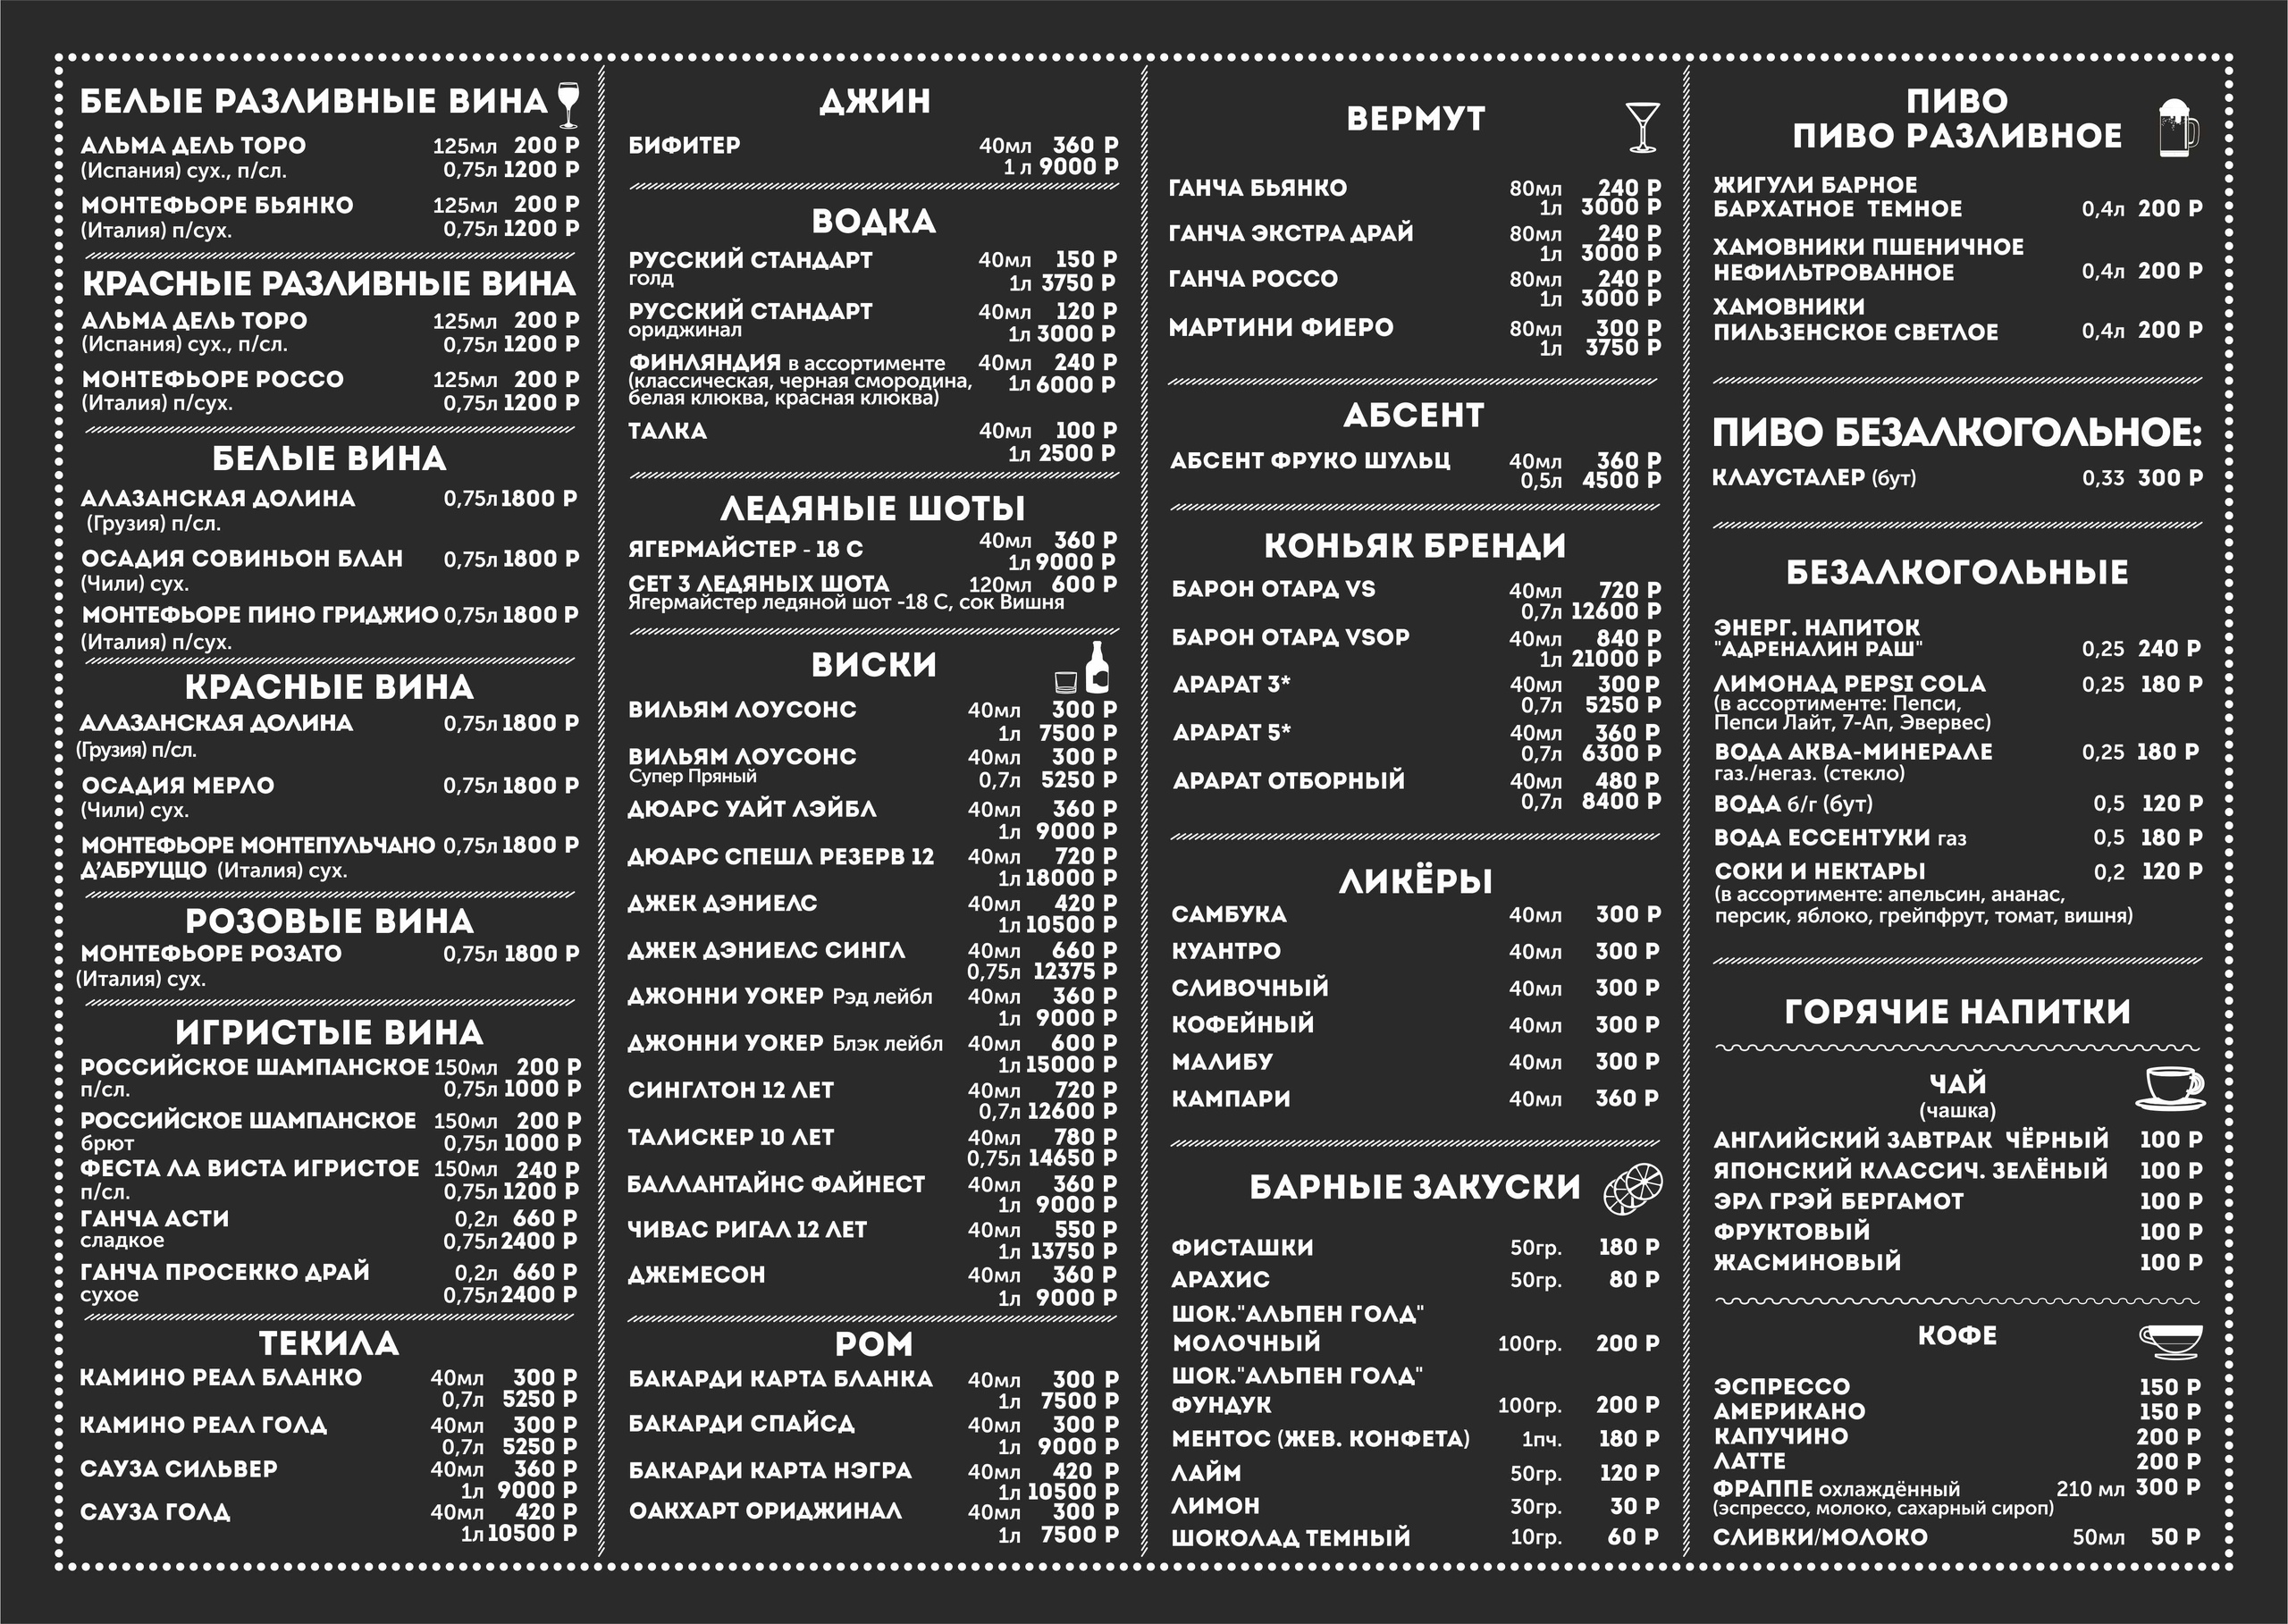 БЕЛЫЕ РАЗЛИВНЫЕ ВИНА
АЛЬМА ДЕЛЬ ТОРО 125мл 200 Р
(Испания) сух., п/сл. 0,75л 1200 Р
МОНТЕФЬОРЕ БЬЯНКО 125мл 200 Р
(Италия) п/сух. 0,75л 1200 Р
КРАСНЫЕ РАЗЛИВНЫЕ ВИНА
АЛЬМА ДЕЛЬ ТОРО 125мл 200 Р
(Испания) сух., п/сл. 0,75л 1200 Р
МОНТЕФЬОРЕ РОССО 125мл 200 Р
(Италия) п/сух. 0,75л 1200 Р
БЕЛЫЕ ВИНА
АЛАЗАНСКАЯ ДОЛИНА 0,75л 1800 Р
(Грузия) п/сл.
ОСАДИЯ СОВИНЬОН БЛАН 0,75л 1800 Р
(Чили) сух.
МОНТЕФЬОРЕ ПИНО ГРИДЖИО 0,75л 1800 Р
(Италия) п/сух.
КРАСНЫЕ ВИНА
АЛАЗАНСКАЯ ДОЛИНА 0,75л 1800 Р
(Грузия) п/сл.
ОСАДИЯ МЕРЛО 0,75л 1800 Р
(Чили) сух.
МОНТЕФЬОРЕ МОНТЕПУЛЬЧАНО 0,75л 1800 Р
Д'АБРУЦЦО (Италия) сух.
РОЗОВЫЕ ВИНА
МОНТЕФЬОРЕ РОЗАТО 0,75л 1800 Р
(Италия) сух.
ИГРИСТЫЕ ВИНА
РОССИЙСКОЕ ШАМПАНСКОЕ 150мл 200 Р
п/сл. 0,75л 1000 Р
РОССИЙСКОЕ ШАМПАНСКОЕ 150мл 200 Р
брют 0,75л 1000 Р
ФЕСТА ЛА ВИСТА ИГРИСТОЕ 150мл 240 Р
п/сл. 0,75л 1200 Р
ГАНЧА АСТИ 0,2л 660 Р
сладкое 0,75л 2400 Р
ГАНЧА ПРОСЕККО ДРАЙ 0,2л 660 Р
сухое 0,75л 2400 Р
ТЕКИЛА
КАМИНО РЕАЛ БЛАНКО 40мл 300 Р
0,7л 5250 Р
КАМИНО РЕАЛ ГОЛД 40мл 300 Р
0,7л 5250 Р
САУЗА СИЛЬВЕР 40мл 360 Р
1л 9000 Р
САУЗА ГОЛД 40мл 420 Р
1л 10500 Р
ДЖИН
БИФИТЕР 40мл 360 Р
1 л 9000 Р
ВОДКА
РУССКИЙ СТАНДАРТ 40мл 150 Р
голд 1л 3750 Р
РУССКИЙ СТАНДАРТ 40мл 120 Р
ориджинал 1л 3000 Р
ФИНЛЯНДИЯ в ассортименте 40мл 240 Р
(классическая, черная смородина, 1л 6000 Р
белая клюква, красная клюква)
ТАЛКА 40мл 100 Р
1л 2500 Р
ЛЕДЯНЫЕ ШОТЫ
ЯГЕРМАЙСТЕР - 18 С 40мл 360 Р
1л 9000 Р
СЕТ 3 ЛЕДЯНЫХ ШОТА 120мл 600 Р
Ягермайстер ледяной шот -18 С, сок Вишня
ВИСКИ
ВИЛЬЯМ ЛОУСОНС 40мл 300 Р
1л 7500 Р
ВИЛЬЯМ ЛОУСОНС 40мл 300 Р
Супер Пряный 0,7л 5250 Р
ДЮАРС УАЙТ ЛЭЙБЛ 40мл 360 Р
1л 9000 Р
ДЮАРС СПЕШЛ РЕЗЕРВ 12 40мл 720 Р
1л 18000 Р
ДЖЕК ДЭНИЕЛС 40мл 420 Р
1л 10500 Р
ДЖЕК ДЭНИЕЛС СИНГЛ 40мл 660 Р
0,75л 12375 Р
ДЖОННИ УОКЕР Рэд лейбл 40мл 360 Р
1л 9000 Р
ДЖОННИ УОКЕР Блэк лейбл 40мл 600 Р
1л 15000 Р
СИНГЛТОН 12 ЛЕТ 40мл 720 Р
0,7л 12600 Р
ТАЛИСКЕР 10 ЛЕТ 40мл 780 Р
0,75л 14650 Р
БАЛЛАНТАЙНС ФАЙНЕСТ 40мл 360 Р
1л 9000 Р
ЧИВАС РИГАЛ 12 ЛЕТ 40мл 550 Р
1л 13750 Р
ДЖЕМЕСОН 40мл 360 Р
1л 9000 Р
РОМ
БАКАРДИ КАРТА БЛАНКА 40мл 300 Р
1л 7500 Р
БАКАРДИ СПАЙСД 40мл 300 Р
1л 9000 Р
БАКАРДИ КАРТА НЭГРА 40мл 420 Р
1л 10500 Р
ОАКХАРТ ОРИДЖИНАЛ 40мл 300 Р
1л 7500 Р
ВЕРМУТ
ГАНЧА БЬЯНКО 80мл 240 Р
1л 3000 Р
ГАНЧА ЭКСТРА ДРАЙ 80мл 240 Р
1л 3000 Р
ГАНЧА РОССО 80мл 240 Р
1л 3000 Р
МАРТИНИ ФИЕРО 80мл 300 Р
1л 3750 Р
АБСЕНТ
АБСЕНТ ФРУКО ШУЛЬЦ 40мл 360 Р
0,5л 4500 Р
КОНЬЯК БРЕНДИ
БАРОН ОТАРД VS 40мл 720 Р
0,7л 12600 Р
БАРОН ОТАРД VSOP 40мл 840 Р
1л 21000 Р
АРАРАТ 3* 40мл 300 Р
0,7л 5250 Р
АРАРАТ 5* 40мл 360 Р
0,7л 6300 Р
АРАРАТ ОТБОРНЫЙ 40мл 480 Р
0,7л 8400 Р
ЛИКЁРЫ
САМБУКА 40мл 300 Р
КУАНТРО 40мл 300 Р
СЛИВОЧНЫЙ 40мл 300 Р
КОФЕЙНЫЙ 40мл 300 Р
МАЛИБУ 40мл 300 Р
КАМПАРИ 40мл 360 Р
БАРНЫЕ ЗАКУСКИ
ФИСТАШКИ 50гр. 180 Р
АРАХИС 50гр. 80 Р
ШОК."АЛЬПЕН ГОЛД"
МОЛОЧНЫЙ 100гр. 200 Р
ШОК."АЛЬПЕН ГОЛД"
ФУНДУК 100гр. 200 Р
МЕНТОС (ЖЕВ. КОНФЕТА) 1пч. 180 Р
ЛАЙМ 50гр. 120 Р
ЛИМОН 30гр. 30 Р
ШОКОЛАД ТЕМНЫЙ 10гр. 60 Р
ПИВО
ПИВО РАЗЛИВНОЕ
ЖИГУЛИ БАРНОЕ
БАРХАТНОЕ ТЕМНОЕ 0,4л 200 Р
ХАМОВНИКИ ПШЕНИЧНОЕ
НЕФИЛЬТРОВАННОЕ 0,4л 200 Р
ХАМОВНИКИ
ПИЛЬЗЕНСКОЕ СВЕТЛОЕ 0,4л 200 Р
ПИВО БЕЗАЛКОГОЛЬНОЕ:
КЛАУСТАЛЕР (бут) 0,33 300 Р
БЕЗАЛКОГОЛЬНЫЕ
ЭНЕРГ. НАПИТОК
"АДРЕНАЛИН РАШ" 0,25 240 Р
ЛИМОНАД PEPSI COLA 0,25 180 Р
(в ассортименте: Пепси,
Пепси Лайт, 7-Ап, Эвервес)
ВОДА АКВА-МИНЕРАЛЕ 0,25 180 Р
газ./негаз. (стекло)
ВОДА б/г (бут) 0,5 120 Р
ВОДА ЕССЕНТУКИ газ 0,5 180 Р
СОКИ И НЕКТАРЫ 0,2 120 Р
(в ассортименте: апельсин, ананас,
персик, яблоко, грейпфрут, томат, вишня)
ГОРЯЧИЕ НАПИТКИ
ЧАЙ
(чашка)
АНГЛИЙСКИЙ ЗАВТРАК ЧЁРНЫЙ 100 Р
ЯПОНСКИЙ КЛАССИЧ. ЗЕЛЁНЫЙ 100 Р
ЭРЛ ГРЭЙ БЕРГАМОТ 100 Р
ФРУКТОВЫЙ 100 Р
ЖАСМИНОВЫЙ 100 Р
КОФЕ
ЭСПРЕССО 150 Р
АМЕРИКАНО 150 Р
КАПУЧИНО 200 Р
ЛАТТЕ 200 Р
ФРАППЕ охлаждённый 210 мл 300 Р
(эспрессо, молоко, сахарный сироп)
СЛИВКИ/МОЛОКО 50мл 50 Р